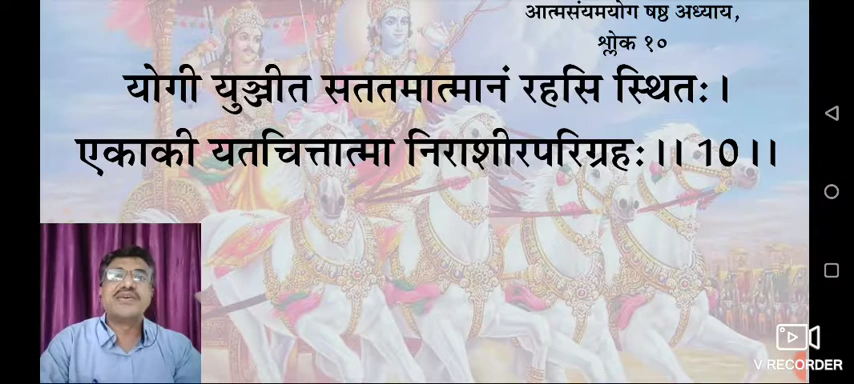 आत्मसंयमयोग षष्ठ अध्याय,
श्लोक १०
योगी युञ्जीत सततमात्मानं रहसि स्थितः।
एकाकी यतचित्तात्मा निराशीरपरिग्रहः।। 10।।
V RECORDER